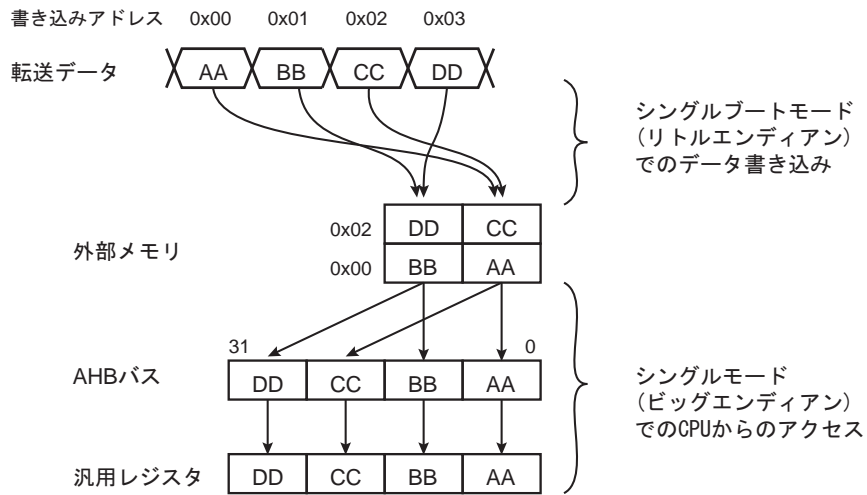 書き込みアドレス 0x00 0x01 0x02 0x03
転送データ AA BB CC DD
シングルブートモード
(リトルエンディアン)
でのデータ書き込み
外部メモリ
0x02 DD CC
0x00 BB AA
31 0
AHBバス DD CC BB AA
シングルモード
(ビッグエンディアン)
でのCPUからのアクセス
汎用レジスタ DD CC BB AA